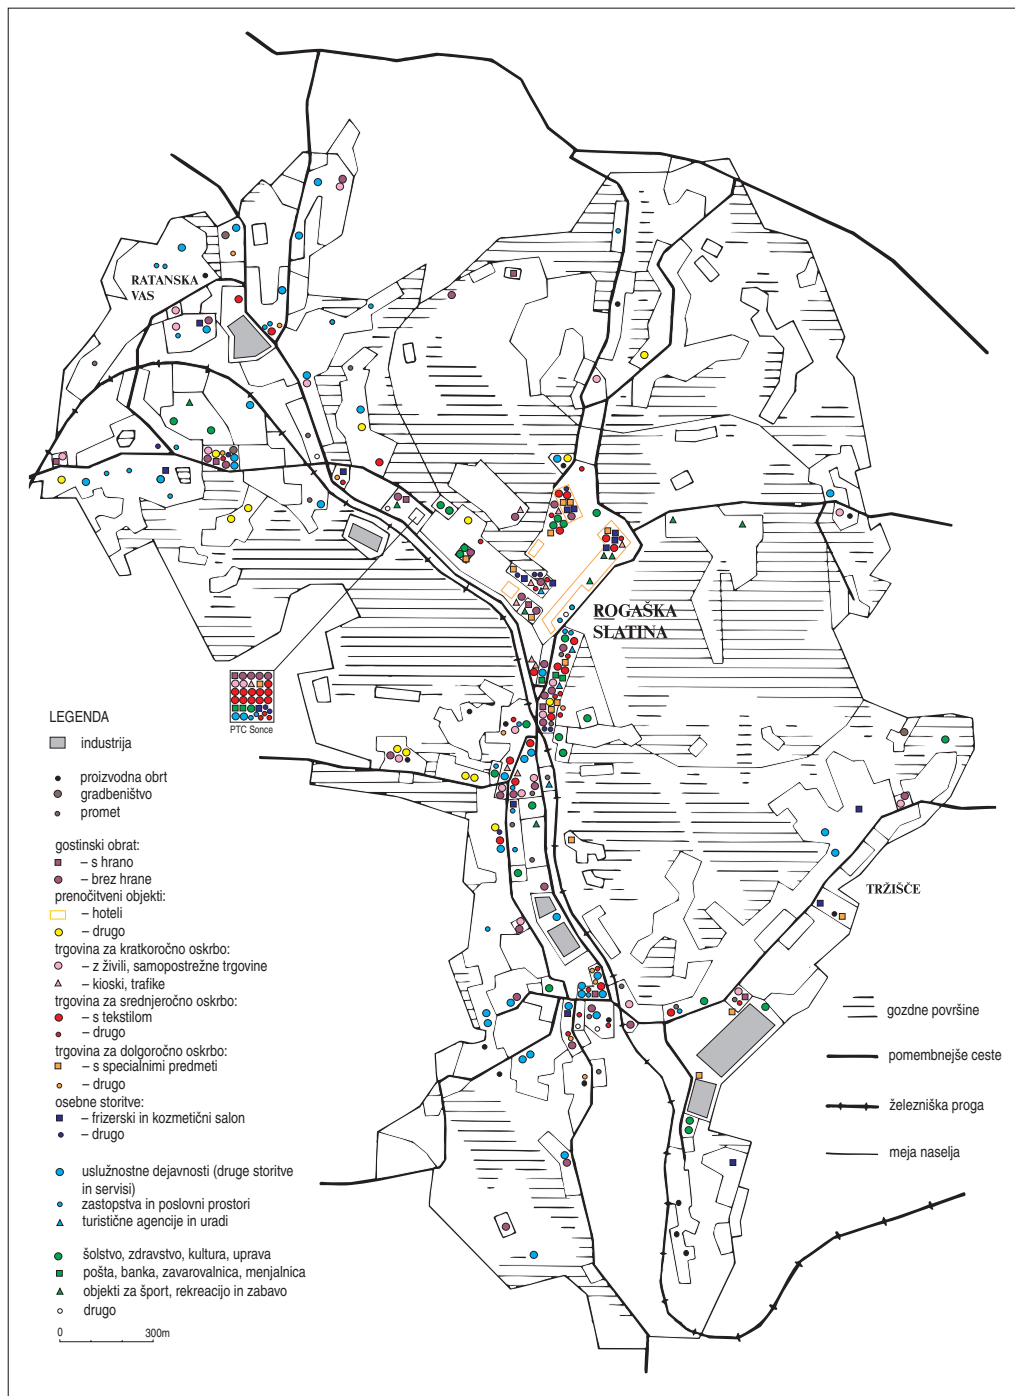 RATANSKA
VAS
ROGAŠKA
SLATINA
PTC Sonce
TRŽIŠČE
LEGENDA
industrija
proizvodna obrt
gradbeništvo
promet
gostinski obrat:
– s hrano
– brez hrane
prenočitveni objekti:
– hoteli
– drugo
trgovina za kratkoročno oskrbo:
– z živili, samopostrežne trgovine
– kioski, trafike
trgovina za srednjeročno oskrbo:
– s tekstilom
– drugo
trgovina za dolgoročno oskrbo:
– s specialnimi predmeti
– drugo
osebne storitve:
– frizerski in kozmetični salon
– drugo
uslužnostne dejavnosti (druge storitve
in servisi)
zastopstva in poslovni prostori
turistične agencije in uradi
šolstvo, zdravstvo, kultura, uprava
pošta, banka, zavarovalnica, menjalnica
objekti za šport, rekreacijo in zabavo
drugo
0 300m
gozdne površine
pomembnejše ceste
železniška proga
meja naselja